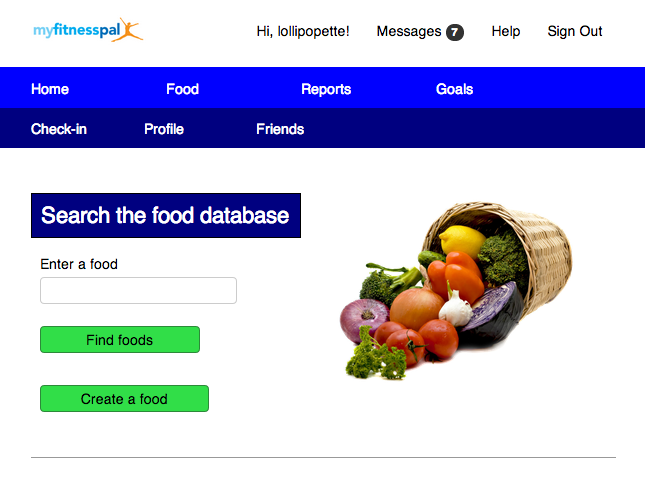 myfitnesspal Hi, lollipopette! Messages 7 Help Sign Out
Home Food Reports Goals
Check-in Profile Friends
Search the food database
Enter a food
Find foods
Create a food